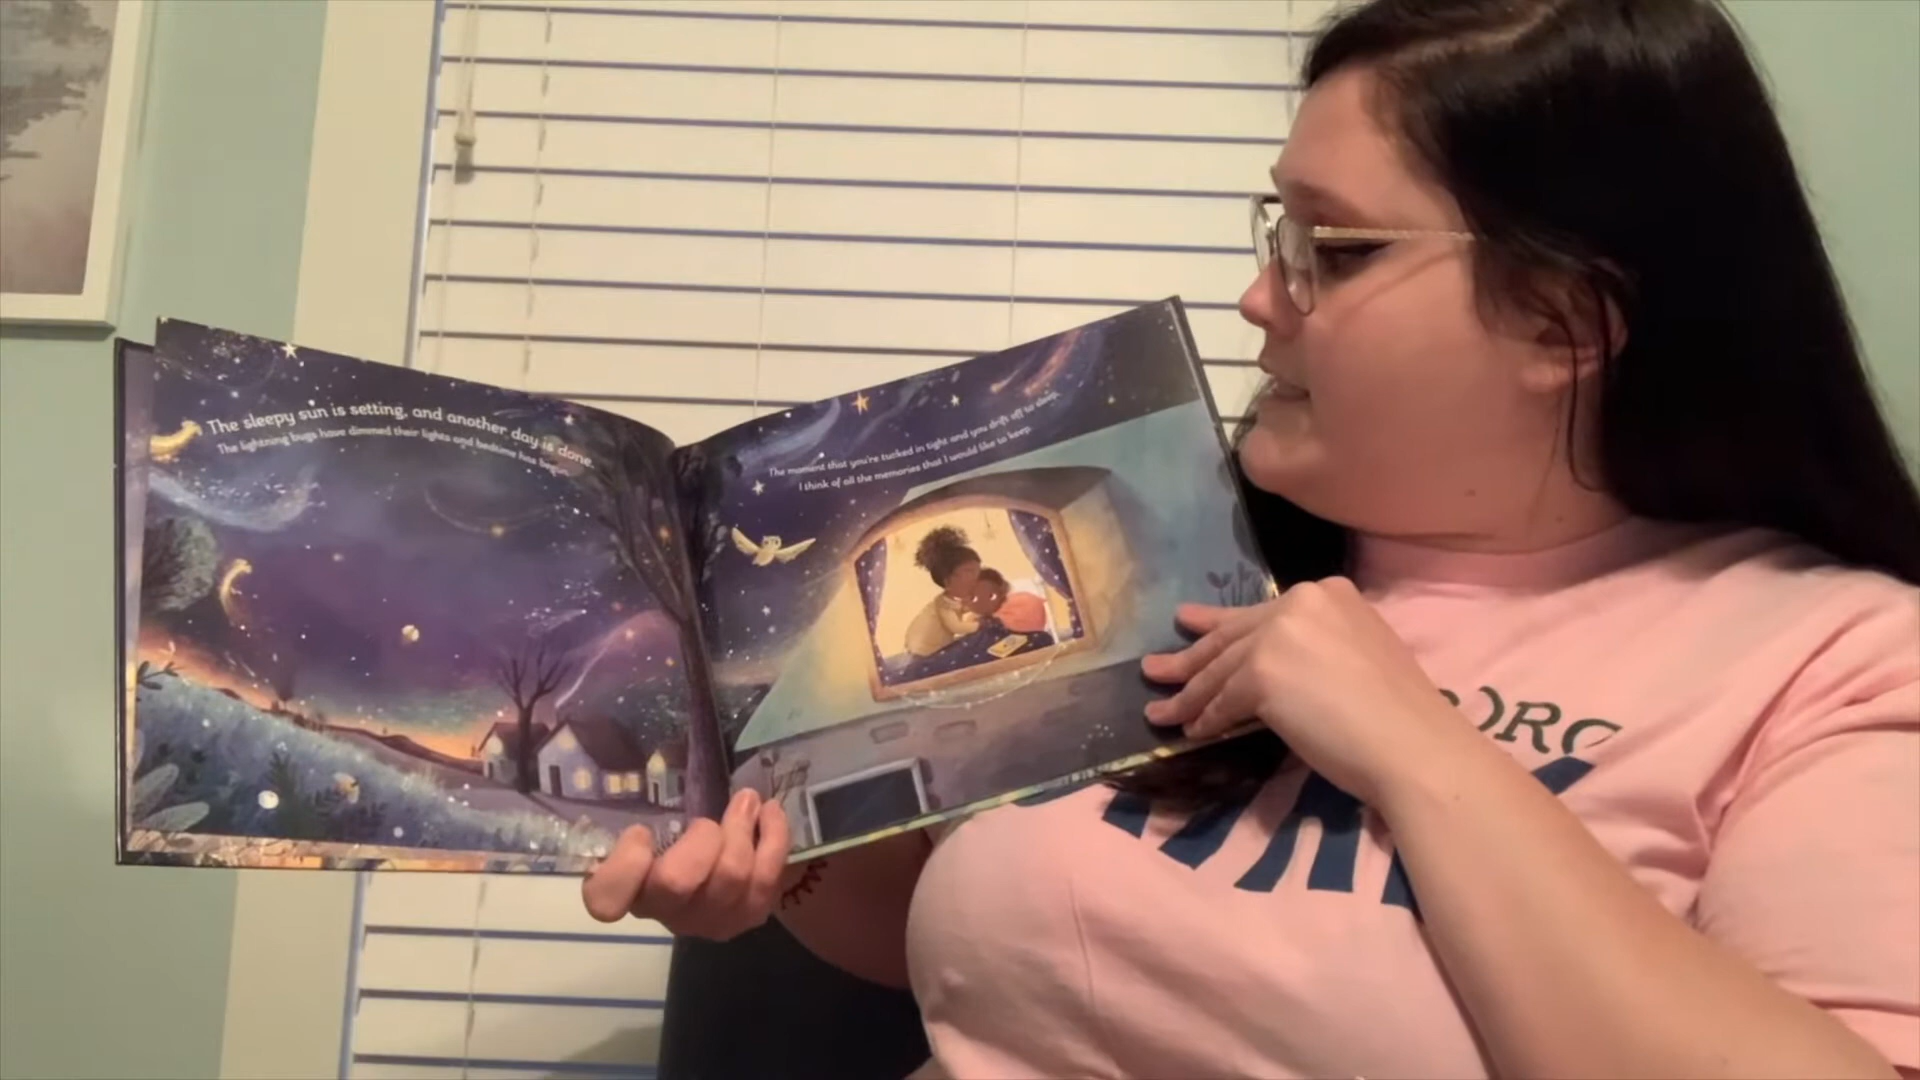 The sleepy sun is setting, and another day is done.
The lightning bugs have dimmed their lights and bedtime has begun.
The moment that you're tucked in tight and you drift off to sleep,
I think of all the memories that I would like to keep.